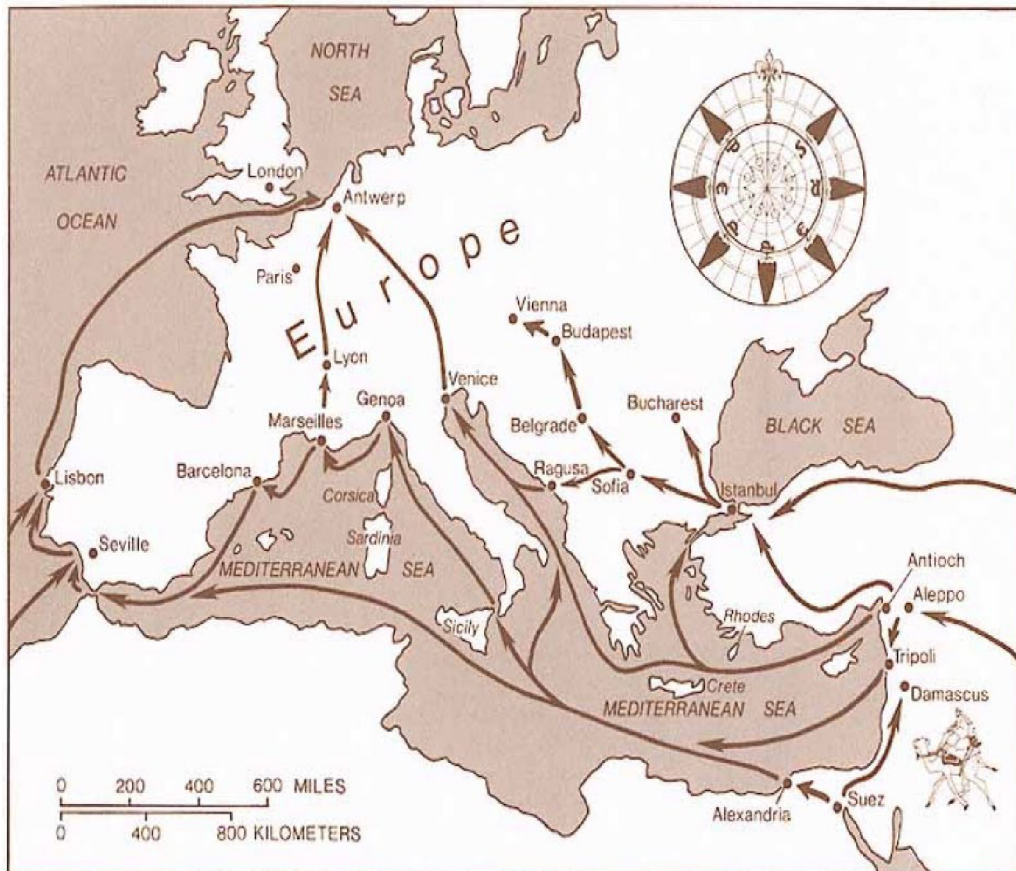 NORTH
SEA
ATLANTIC
OCEAN
London
Antwerp
Paris
Europe
Vienna
Budapest
Lyon
Venice
Genoa
Marseilles
Belgrade
Bucharest
BLACK SEA
Lisbon
Barcelona
Corsica
Ragusa
Sofia
Istanbul
Seville
Sardinia
MEDITERRANEAN SEA
Antioch
Aleppo
Sicily
Rhodes
Tripoli
Crete
Damascus
MEDITERRANEAN SEA
0 200 400 600 MILES
0 400 800 KILOMETERS
Alexandria
Suez